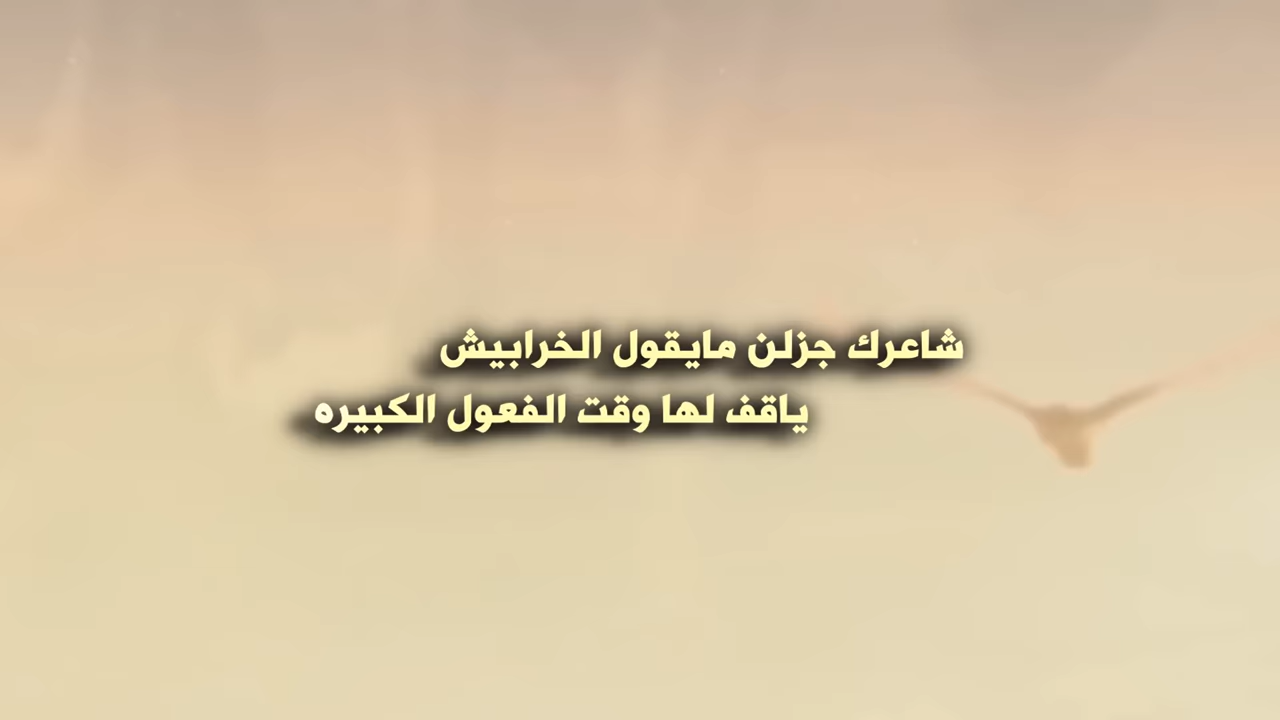 شاعرك جزلن مايقول الخرابيش
ياقف لها وقت الفعول الكبيره